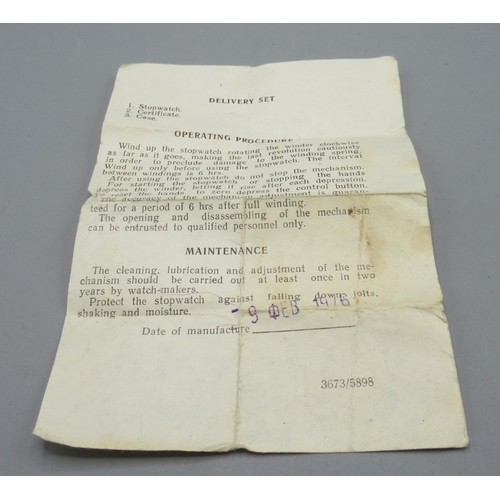 DELIVERY SET
1. Stopwatch.
2. Certificate.
3. Case.
OPERATING PROCEDURE
Wind up the stopwatch rotating the winder clockwise
as far as it goes, making the last revolution cautiously
in order to preclude damage to the winding spring.
Wind up only before using the stopwatch. The interval
between windings is 6 hrs.
After using the stopwatch do not stop the mechanism.
For starting the stopwatch, or stopping the hands
depress the winder, letting it rise after each depression.
To reset the hands to zero depress the control button.
The accuracy of the mechanism adjustment is guaran-
teed for a period of 6 hrs after full winding.
The opening and disassembling of the mechanism
can be entrusted to qualified personnel only.
MAINTENANCE
The cleaning, lubrication and adjustment of the me-
chanism should be carried out at least once in two
years by watch-makers.
Protect the stopwatch against falling down, jolts,
shaking and moisture.
- 9 ФЕВ 1976
Date of manufacture
3673/5898